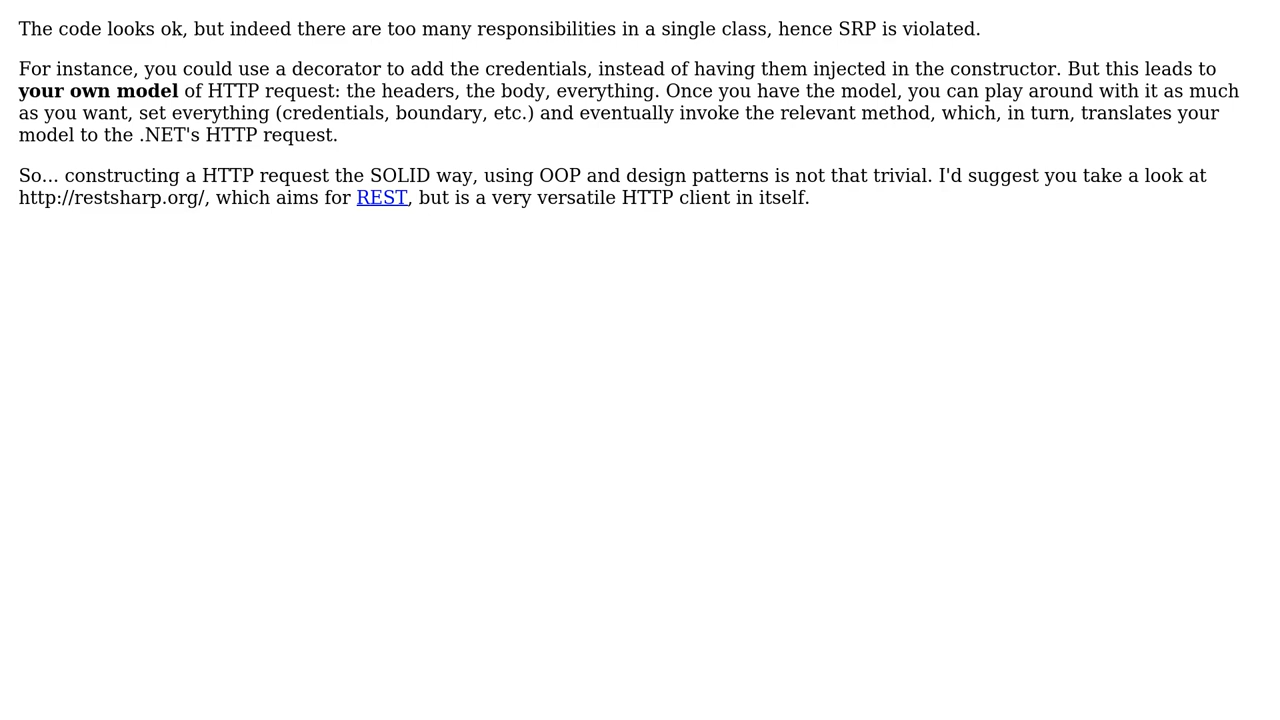 The code looks ok, but indeed there are too many responsibilities in a single class, hence SRP is violated.
For instance, you could use a decorator to add the credentials, instead of having them injected in the constructor. But this leads to
your own model of HTTP request: the headers, the body, everything. Once you have the model, you can play around with it as much
as you want, set everything (credentials, boundary, etc.) and eventually invoke the relevant method, which, in turn, translates your
model to the .NET's HTTP request.
So... constructing a HTTP request the SOLID way, using OOP and design patterns is not that trivial. I'd suggest you take a look at
http://restsharp.org/, which aims for REST, but is a very versatile HTTP client in itself.